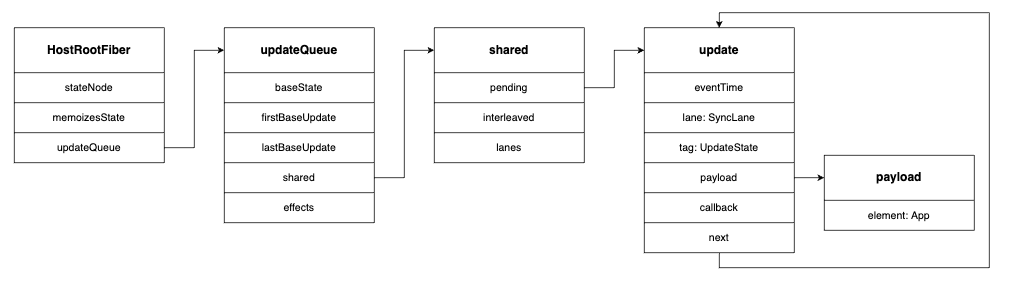 HostRootFiber
stateNode
memoizesState
updateQueue
updateQueue
baseState
firstBaseUpdate
lastBaseUpdate
shared
effects
shared
pending
interleaved
lanes
update
eventTime
lane: SyncLane
tag: UpdateState
payload
callback
next
payload
element: App